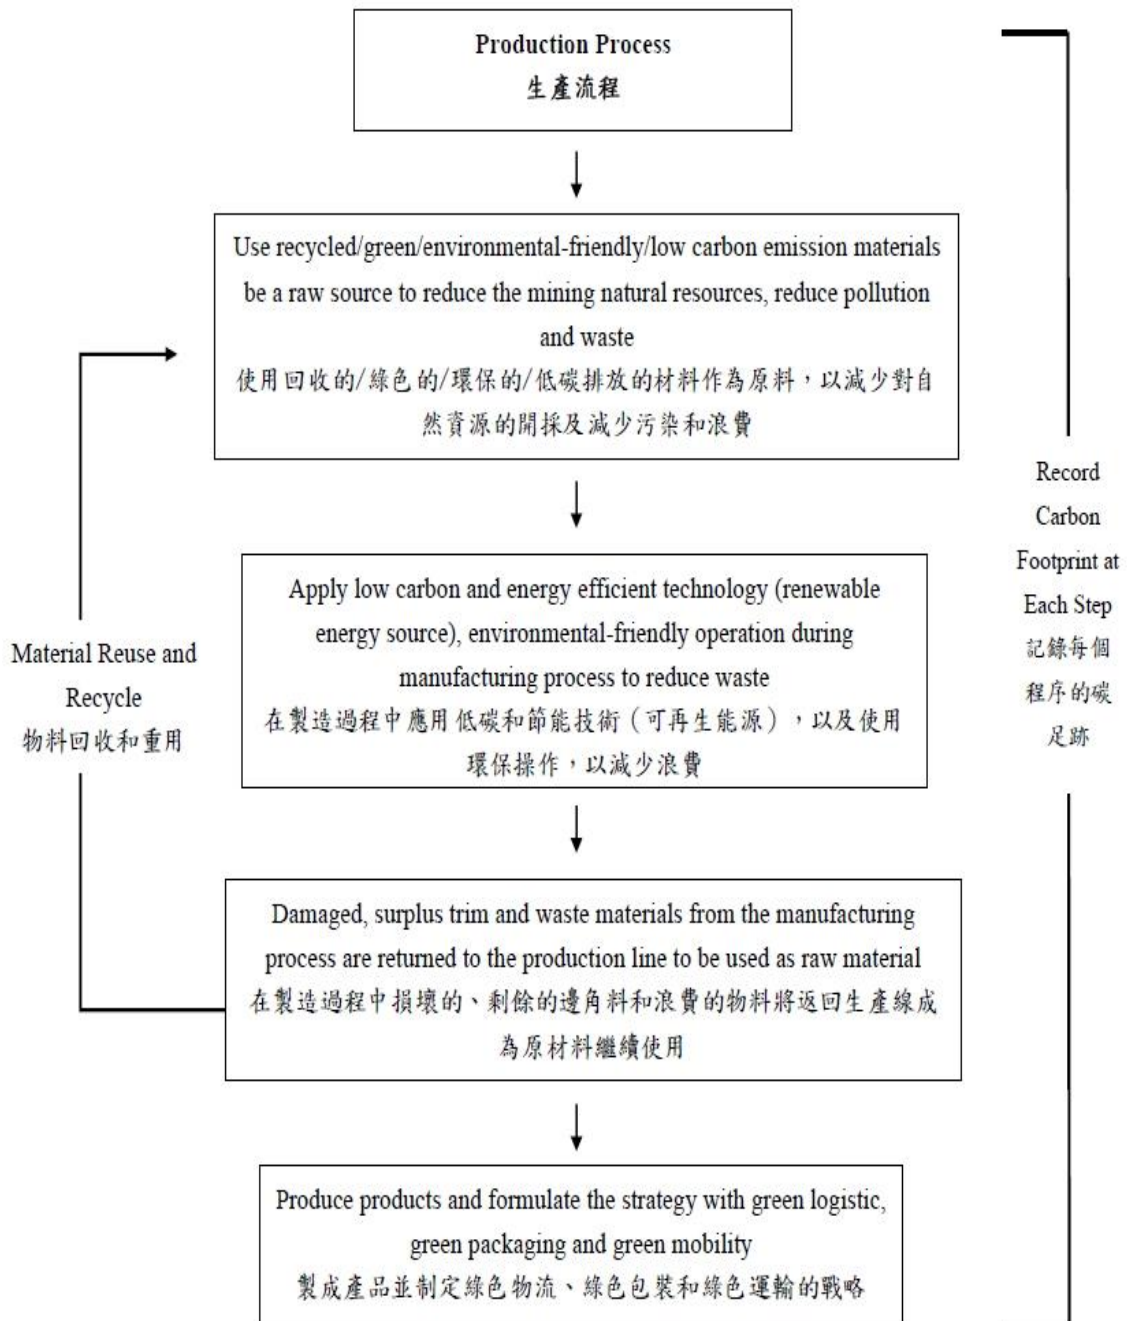 Production Process
生產流程
Use recycled/green/environmental-friendly/low carbon emission materials
be a raw source to reduce the mining natural resources, reduce pollution
and waste
使用回收的/綠色的/環保的/低碳排放的材料作為原料，以減少對自
然資源的開採及減少污染和浪費
Apply low carbon and energy efficient technology (renewable
energy source), environmental-friendly operation during
manufacturing process to reduce waste
在製造過程中應用低碳和節能技術（可再生能源），以及使用
環保操作，以減少浪費
Damaged, surplus trim and waste materials from the manufacturing
process are returned to the production line to be used as raw material
在製造過程中損壞的、剩餘的邊角料和浪費的物料將返回生產線成
為原材料繼續使用
Produce products and formulate the strategy with green logistic,
green packaging and green mobility
製成產品並制定綠色物流、綠色包裝和綠色運輸的戰略
Material Reuse and
Recycle
物料回收和重用
Record
Carbon
Footprint at
Each Step
記錄每個
程序的碳
足跡